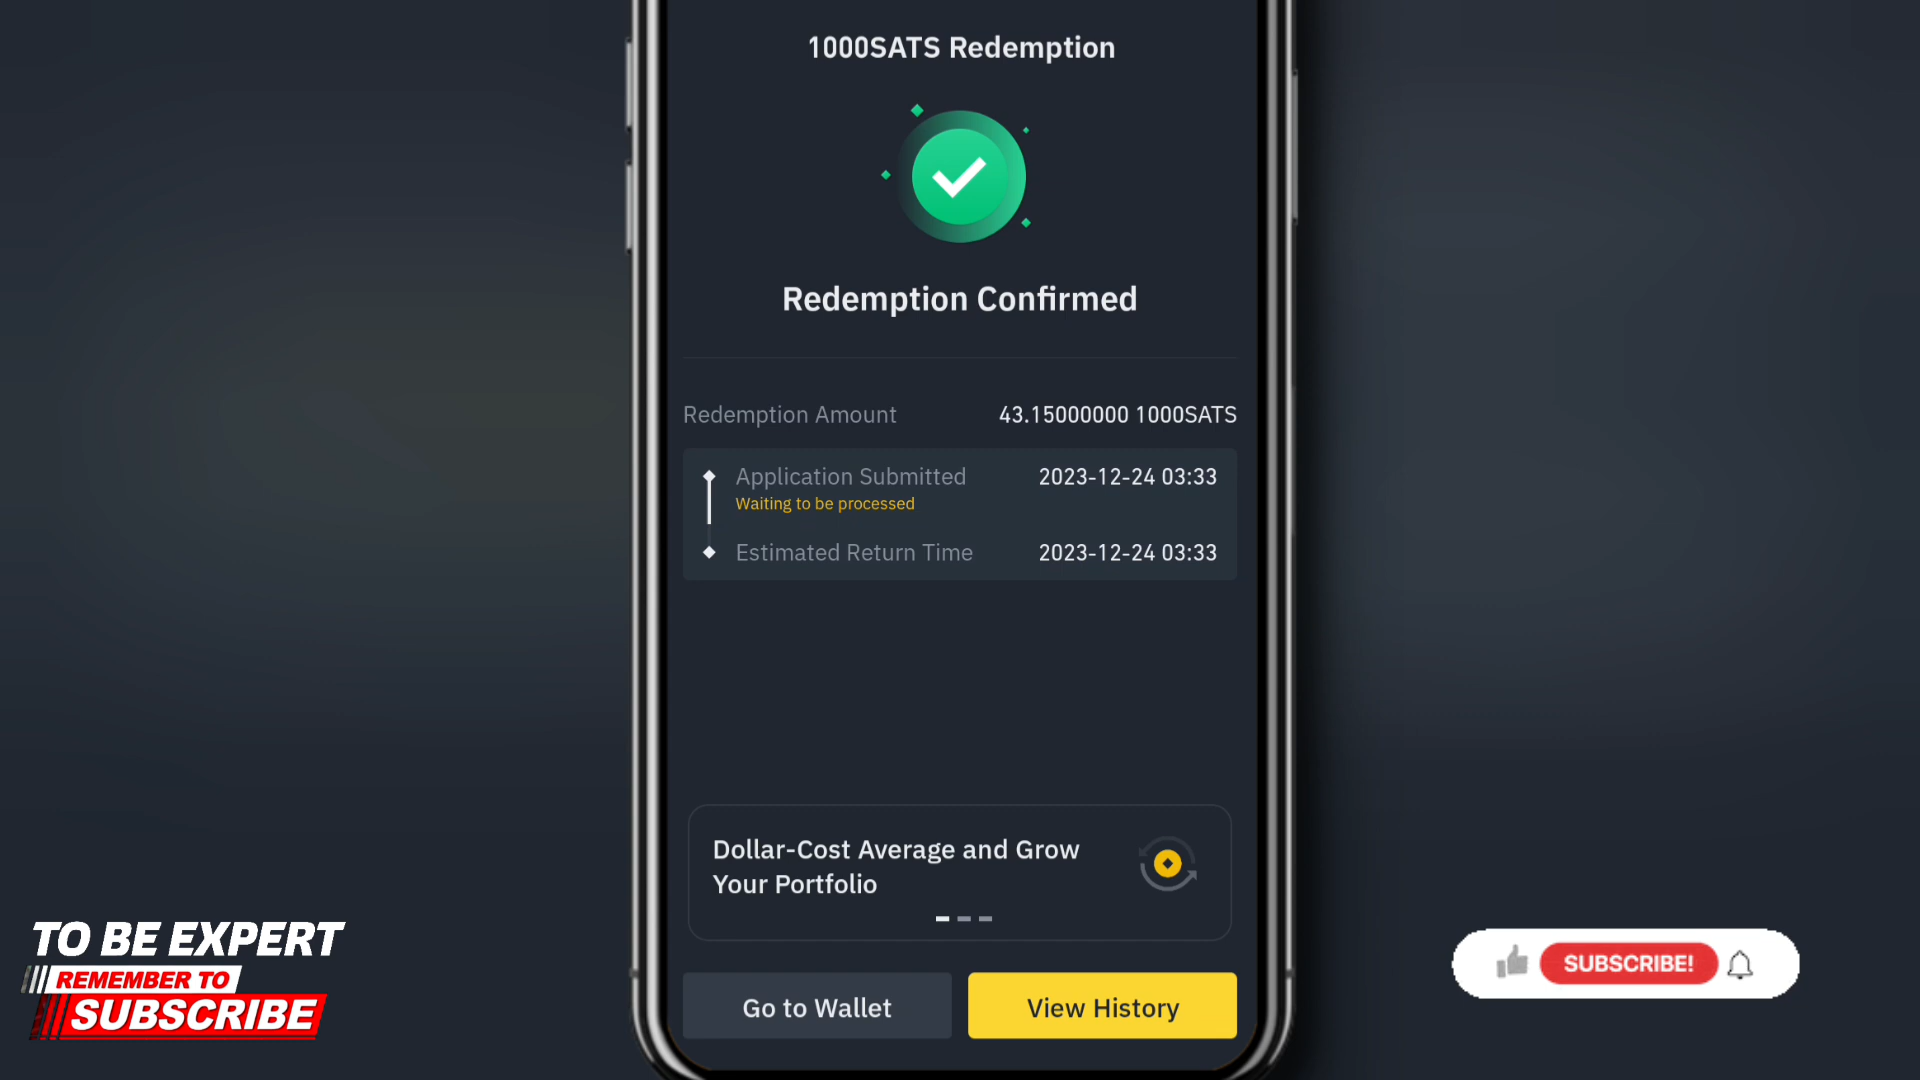 1000SATS Redemption
Redemption Confirmed
Redemption Amount 43.15000000 1000SATS
Application Submitted 2023-12-24 03:33
Waiting to be processed
Estimated Return Time 2023-12-24 03:33
Dollar-Cost Average and Grow
Your Portfolio
Go to Wallet View History
TO BE EXPERT
REMEMBER TO
SUBSCRIBE
SUBSCRIBE!